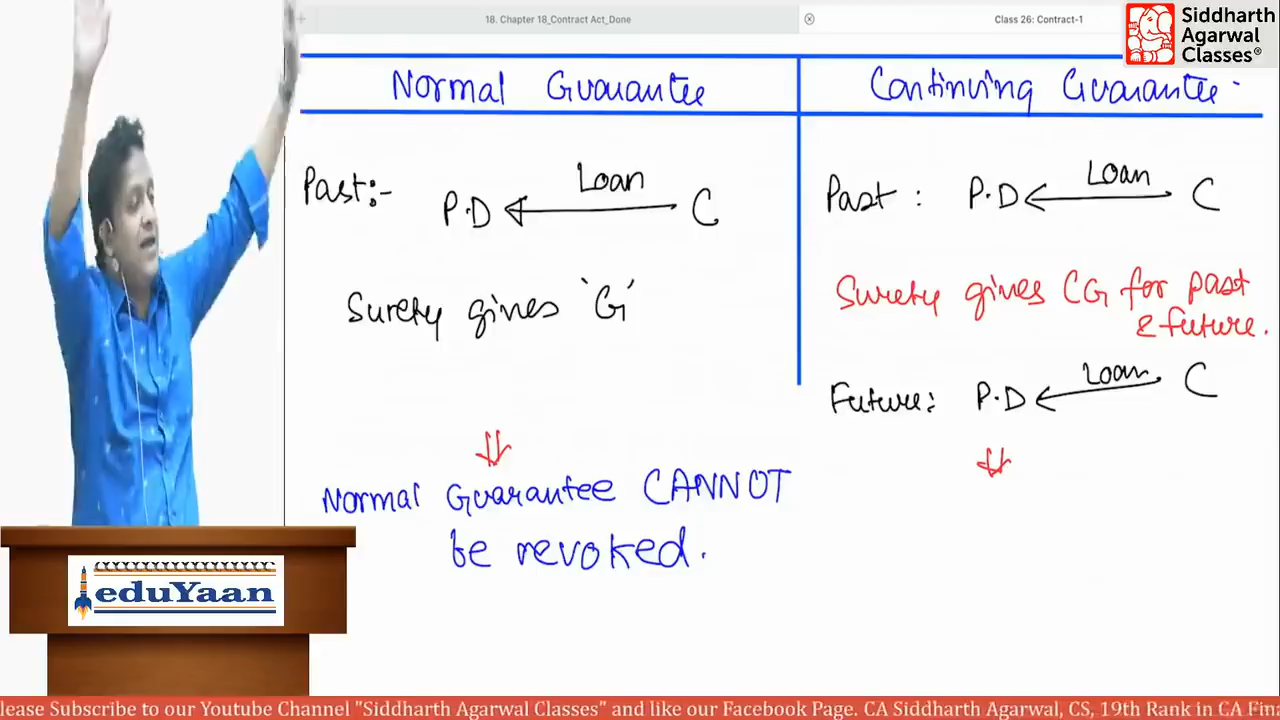 18. Chapter 18_Contract Act_Done
Class 26: Contract-1
Siddharth
Agarwal
Classes®
Normal Guarantee
Continuing Guarantee
Past:-
P.D
Loan
C
Surety gives 'G'
Normal Guarantee CANNOT
be revoked.
Past :
P.D
Loan
C
Surety gives CG for past
& future.
Future:
P.D
Loan
C
eduYaan
lease Subscribe to our Youtube Channel "Siddharth Agarwal Classes" and like our Facebook Page. CA Siddharth Agarwal, CS, 19th Rank in CA Fina